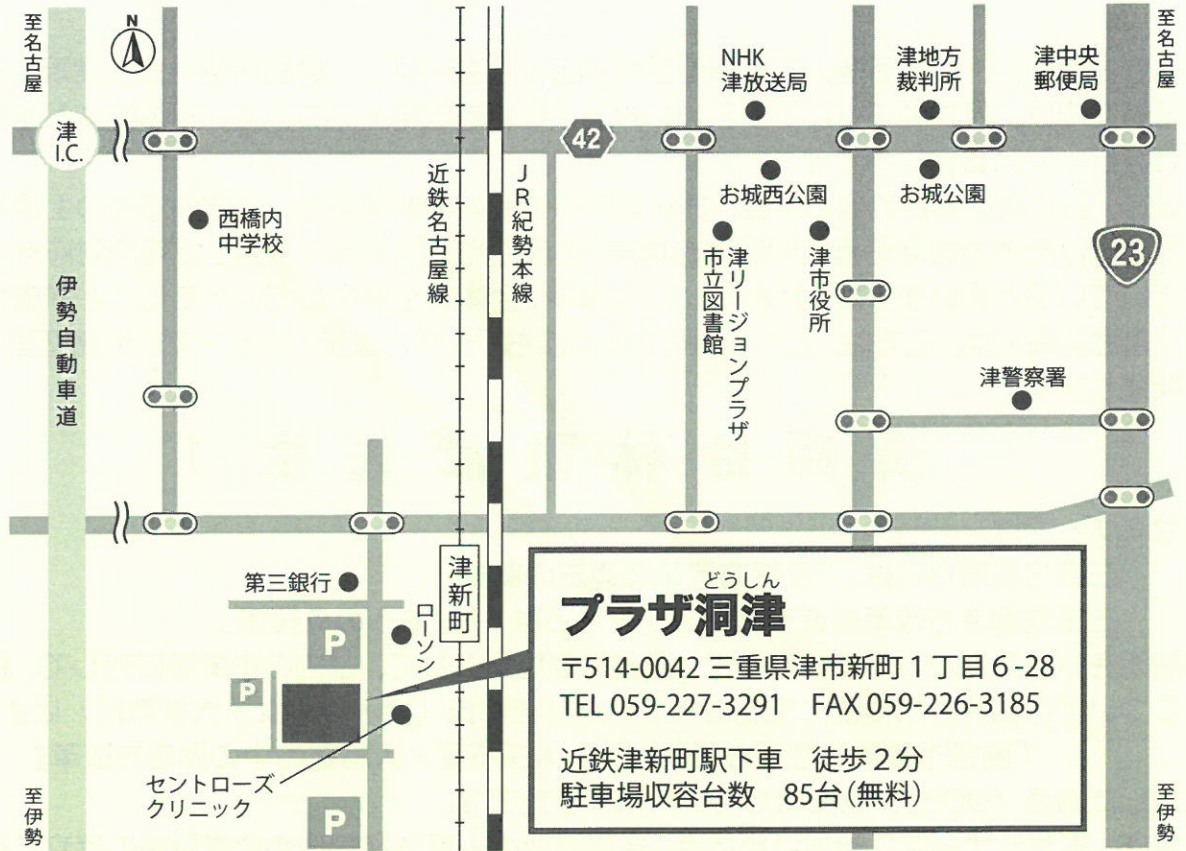 至名古屋
N
NHK
津放送局
津地方
裁判所
津中央
郵便局
至名古屋
津
I.C.
42
近鉄名古屋線
JR紀勢本線
お城西公園
お城公園
西橋内
中学校
津リージョンプラザ
市立図書館
津市役所
23
伊勢自動車道
津警察署
第三銀行
津新町
ローソン
P
P
P
セントローズ
クリニック
どうしん
プラザ洞津
〒514-0042 三重県津市新町1丁目6-28
TEL 059-227-3291 FAX 059-226-3185
近鉄津新町駅下車 徒歩2分
駐車場収容台数 85台(無料)
至伊勢
至伊勢